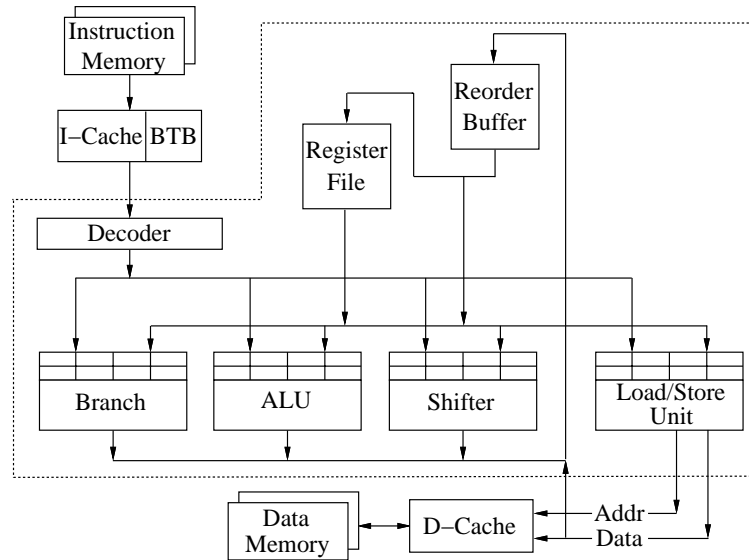 Instruction
Memory
I–Cache
BTB
Reorder
Buffer
Register
File
Decoder
Branch
ALU
Shifter
Load/Store
Unit
Data
Memory
D–Cache
Addr
Data